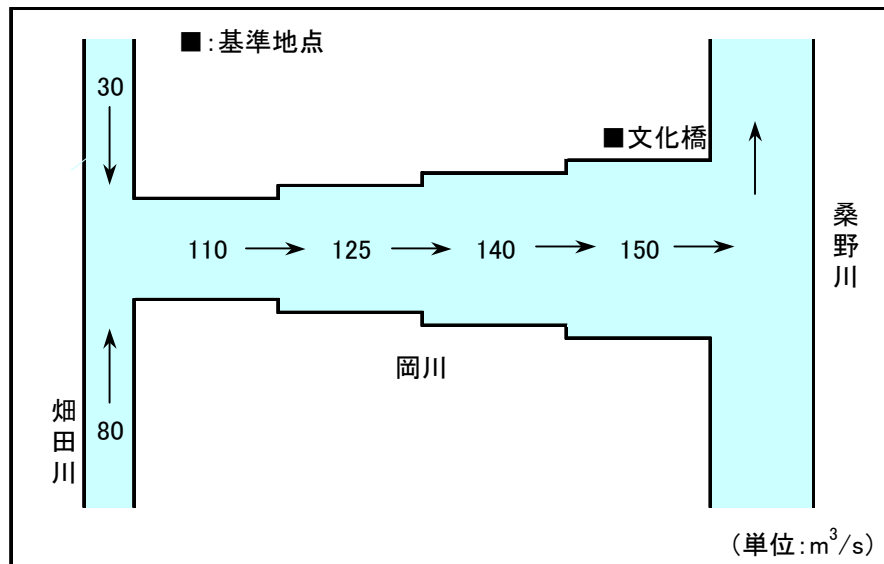 ■:基準地点
30
■文化橋
110 → 125 → 140 → 150 →
桑野川
岡川
畑田川
80
(単位:m³/s)